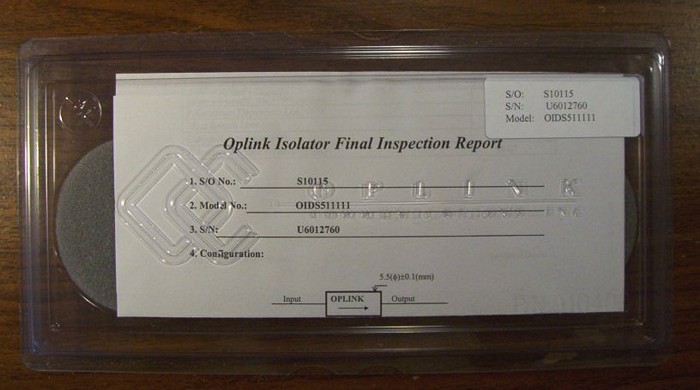 S/O: S10115
S/N: U6012760
Model: OIDS511111
Oplink Isolator Final Inspection Report
1. S/O No.: S10115
2. Model No.: OIDS511111
3. S/N: U6012760
4. Configuration:
5.5(ϕ)±0.1(mm)
Input OPLINK Output
OPLINK